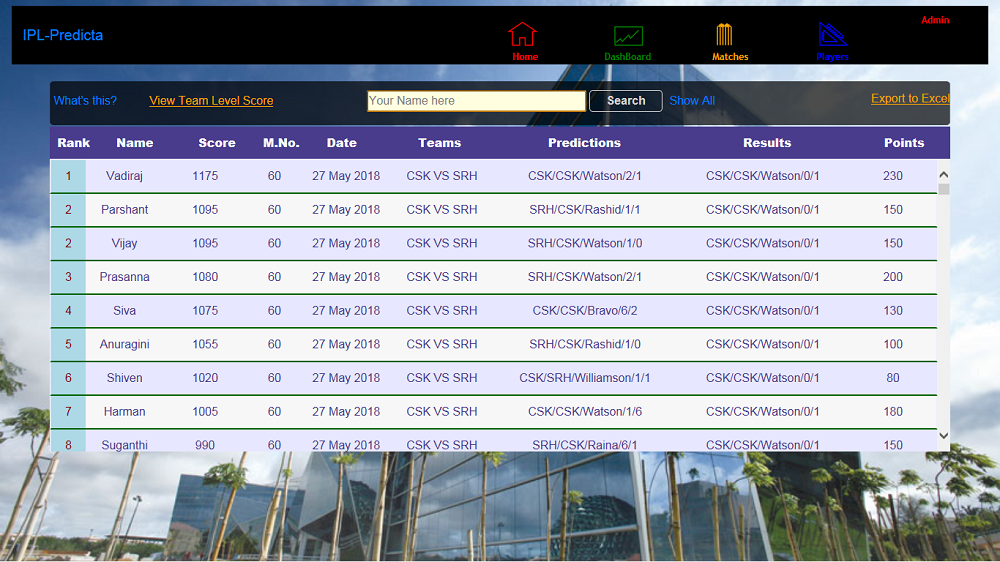 Admin
IPL-Predicta
Home DashBoard Matches Players
What's this? View Team Level Score Your Name here Search Show All Export to Excel
Rank Name Score M.No. Date Teams Predictions Results Points
1 Vadiraj 1175 60 27 May 2018 CSK VS SRH CSK/CSK/Watson/2/1 CSK/CSK/Watson/0/1 230
2 Parshant 1095 60 27 May 2018 CSK VS SRH SRH/CSK/Rashid/1/1 CSK/CSK/Watson/0/1 150
2 Vijay 1095 60 27 May 2018 CSK VS SRH SRH/CSK/Watson/1/0 CSK/CSK/Watson/0/1 150
3 Prasanna 1080 60 27 May 2018 CSK VS SRH SRH/CSK/Watson/2/1 CSK/CSK/Watson/0/1 200
4 Siva 1075 60 27 May 2018 CSK VS SRH CSK/CSK/Bravo/6/2 CSK/CSK/Watson/0/1 130
5 Anuragini 1055 60 27 May 2018 CSK VS SRH SRH/CSK/Rashid/1/0 CSK/CSK/Watson/0/1 100
6 Shiven 1020 60 27 May 2018 CSK VS SRH CSK/SRH/Williamson/1/1 CSK/CSK/Watson/0/1 80
7 Harman 1005 60 27 May 2018 CSK VS SRH CSK/CSK/Watson/1/6 CSK/CSK/Watson/0/1 180
8 Suganthi 990 60 27 May 2018 CSK VS SRH SRH/CSK/Raina/6/1 CSK/CSK/Watson/0/1 150